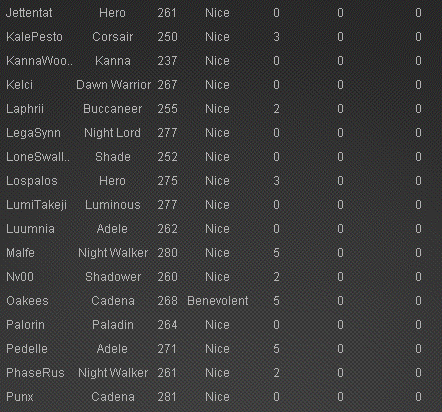 Jettentat Hero 261 Nice 0 0 0
KalePesto Corsair 250 Nice 3 0 0
KannaWoo.. Kanna 237 Nice 0 0 0
Kelci Dawn Warrior 267 Nice 0 0 0
Laphrii Buccaneer 255 Nice 2 0 0
LegaSynn Night Lord 277 Nice 0 0 0
LoneSwall.. Shade 252 Nice 0 0 0
Lospalos Hero 275 Nice 3 0 0
LumiTakeji Luminous 277 Nice 0 0 0
Luumnia Adele 262 Nice 0 0 0
Malfe Night Walker 280 Nice 5 0 0
Nv00 Shadower 260 Nice 2 0 0
Oakees Cadena 268 Benevolent 5 0 0
Palorin Paladin 264 Nice 0 0 0
Pedelle Adele 271 Nice 5 0 0
PhaseRus Night Walker 261 Nice 2 0 0
Punx Cadena 281 Nice 0 0 0